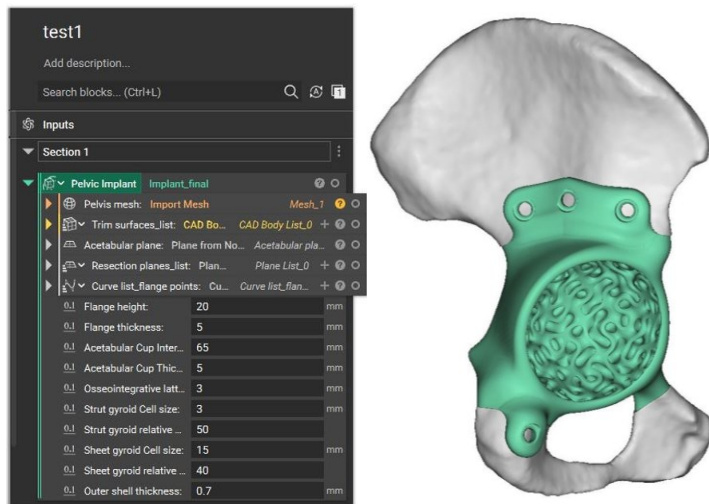 test1
Add description...
Search blocks... (Ctrl+L)
1
Inputs
Section 1
Pelvic Implant Implant_final
Pelvis mesh: Import Mesh Mesh_1
Trim surfaces_list: CAD Bo... CAD Body List_0
Acetabular plane: Plane from No... Acetabular pla...
Resection planes_list: Plan... Plane List_0
Curve list_flange points: Cu... Curve list_flan...
0.1 Flange height: 20 mm
0.1 Flange thickness: 5 mm
0.1 Acetabular Cup Inter... 65 mm
0.1 Acetabular Cup Thic... 5 mm
0.1 Osseointegrative latt... 3 mm
0.1 Strut gyroid Cell size: 3 mm
0.1 Strut gyroid relative ... 50
0.1 Sheet gyroid Cell size: 15 mm
0.1 Sheet gyroid relative ... 40
0.1 Outer shell thickness: 0.7 mm